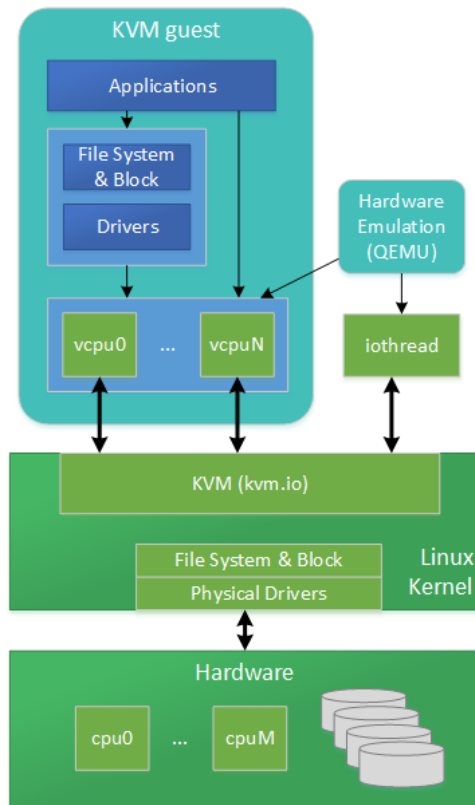 KVM guest
Applications
File System
& Block
Drivers
Hardware
Emulation
(QEMU)
vcpu0 ... vcpuN
iothread
KVM (kvm.io)
File System & Block
Physical Drivers
Linux
Kernel
Hardware
cpu0 ... cpuM